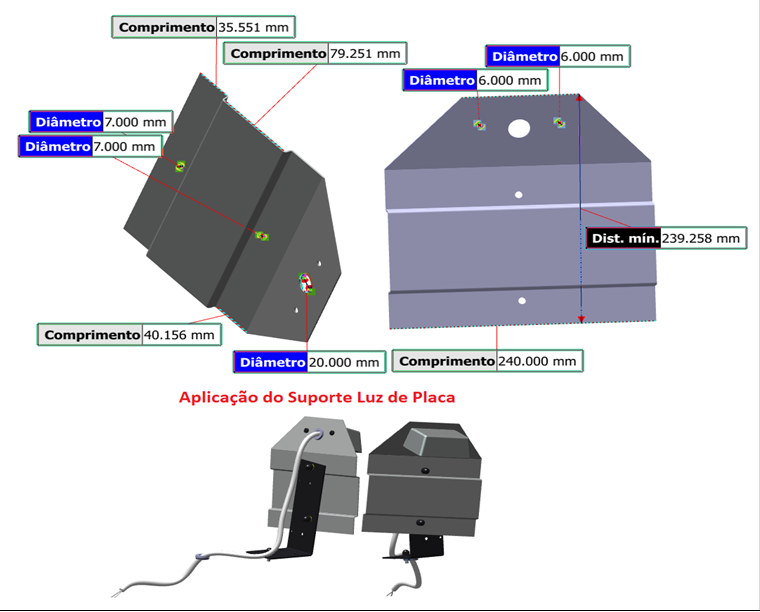 Comprimento 35.551 mm
Comprimento 79.251 mm
Diâmetro 6.000 mm
Diâmetro 6.000 mm
Diâmetro 7.000 mm
Diâmetro 7.000 mm
Dist. mín. 239.258 mm
Comprimento 40.156 mm
Diâmetro 20.000 mm
Comprimento 240.000 mm
Aplicação do Suporte Luz de Placa